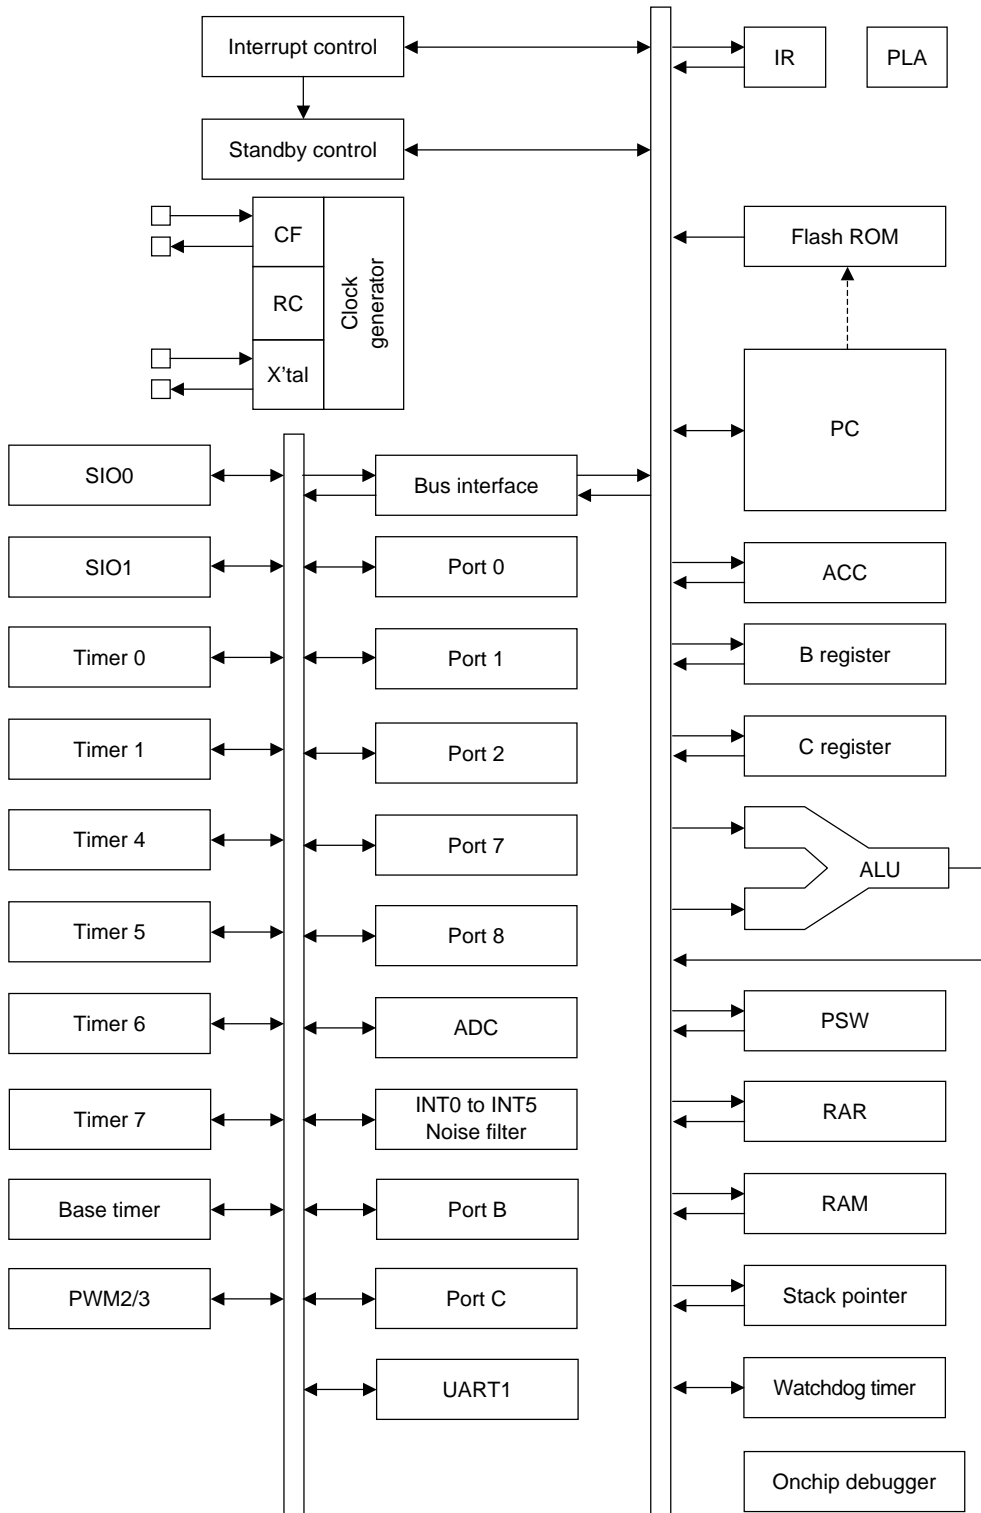 Interrupt control
IR
PLA
Standby control
CF
RC
X'tal
Clock
generator
Flash ROM
PC
SIO0
Bus interface
SIO1
Port 0
ACC
Timer 0
Port 1
B register
Timer 1
Port 2
C register
Timer 4
Port 7
ALU
Timer 5
Port 8
Timer 6
ADC
PSW
Timer 7
INT0 to INT5
Noise filter
RAR
Base timer
Port B
RAM
PWM2/3
Port C
Stack pointer
UART1
Watchdog timer
Onchip debugger